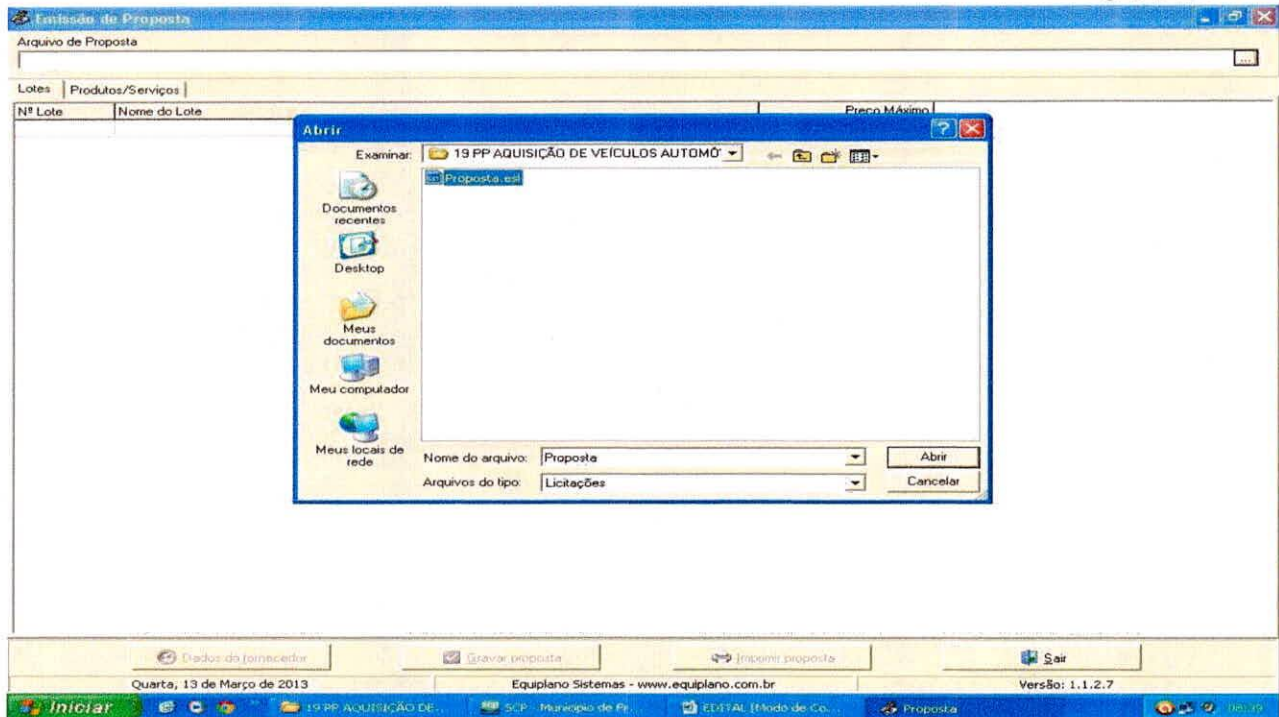 Emissão de Proposta
Arquivo de Proposta
...
Lotes Produtos/Serviços
Nº Lote Nome do Lote Preço Máximo
Abrir
Examinar: 19 PP AQUISIÇÃO DE VEÍCULOS AUTOMÓ
Proposta.esl
Documentos
recentes
Desktop
Meus
documentos
Meu computador
Meus locais de
rede
Nome do arquivo: Proposta Abrir
Arquivos do tipo: Licitações Cancelar
Dados do fornecedor Gravar proposta Imprimir proposta Sair
Quarta, 13 de Março de 2013 Equiplano Sistemas - www.equiplano.com.br Versão: 1.1.2.7
Iniciar 19 PP AQUISIÇÃO DE... SCP - Município de Pr... EDITAL [Modo de Co... Proposta 08:39